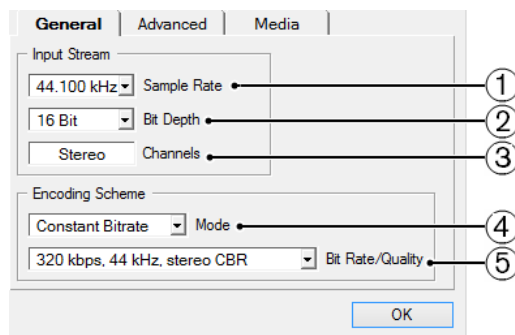 General Advanced Media
Input Stream
44.100 kHz Sample Rate 1
16 Bit Bit Depth 2
Stereo Channels 3
Encoding Scheme
Constant Bitrate Mode 4
320 kbps, 44 kHz, stereo CBR Bit Rate/Quality 5
OK